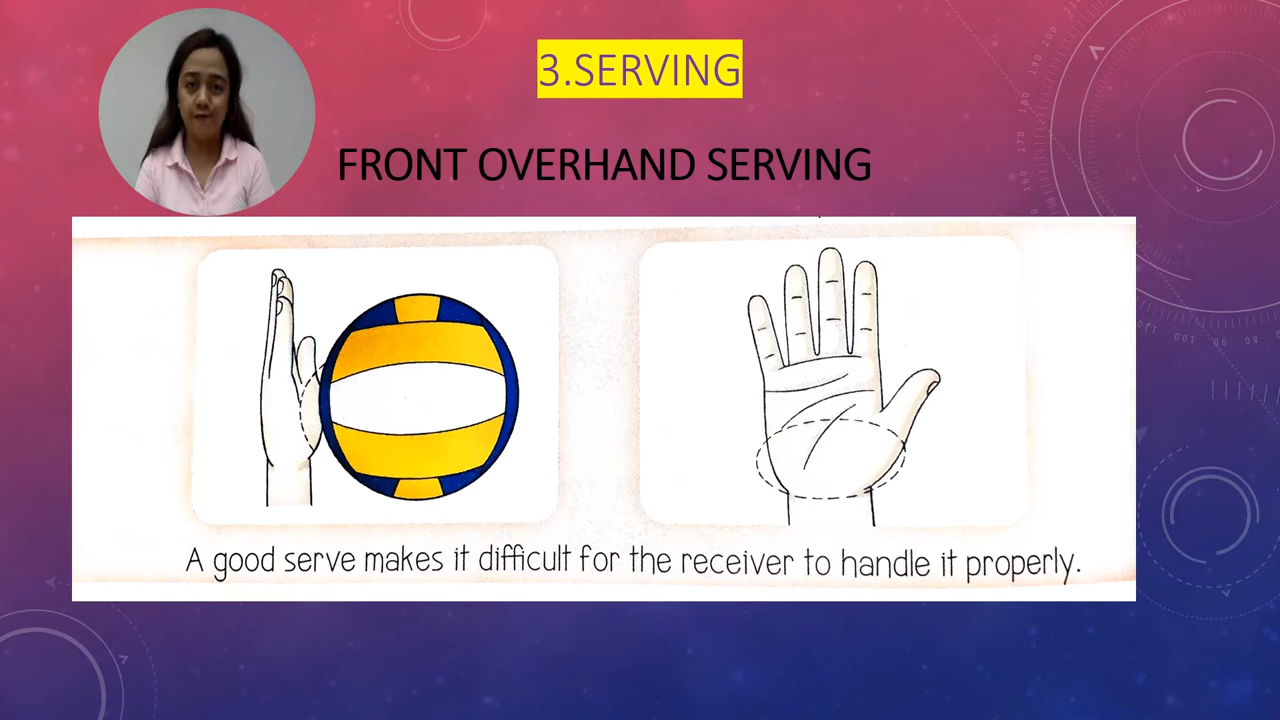 3.SERVING
FRONT OVERHAND SERVING
A good serve makes it difficult for the receiver to handle it properly.